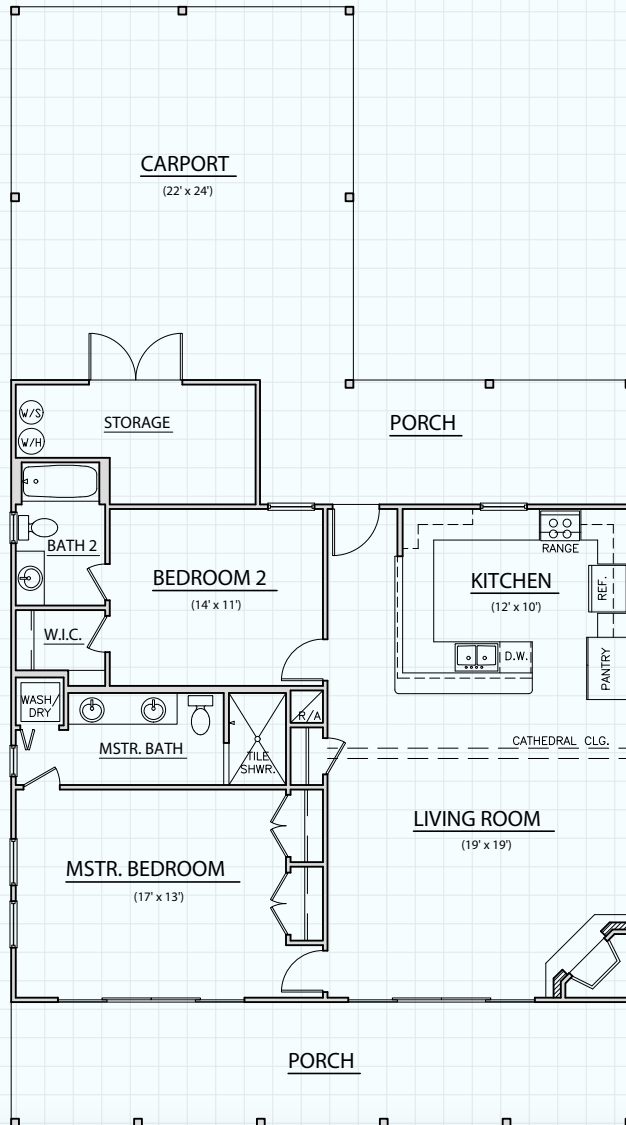 CARPORT
(22' x 24')
W/S
STORAGE
W/H
PORCH
BATH 2
RANGE
BEDROOM 2
(14' x 11')
KITCHEN
(12' x 10')
REF.
W.I.C.
D.W.
PANTRY
WASH/
DRY
R/A
MSTR. BATH
TILE
SHWR.
CATHEDRAL CLG.
LIVING ROOM
(19' x 19')
MSTR. BEDROOM
(17' x 13')
PORCH